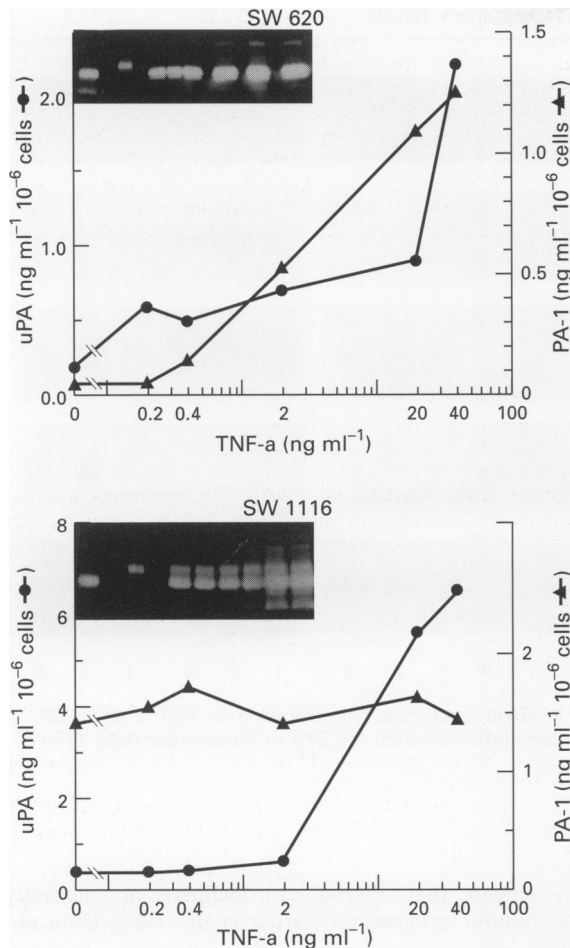 SW 620
uPA (ng ml⁻¹ 10⁻⁶ cells ●
PA-1 (ng ml⁻¹ 10⁻⁶ cells ▲
2.0
1.0
0.0
1.5
1.0
0.5
0
0 0.2 0.4 2 20 40 100
TNF-a (ng ml⁻¹)
SW 1116
uPA (ng ml⁻¹ 10⁻⁶ cells ●
PA-1 (ng ml⁻¹ 10⁻⁶ cells ▲
8
6
4
2
0
2
1
0
0 0.2 0.4 2 20 40 100
TNF-a (ng ml⁻¹)